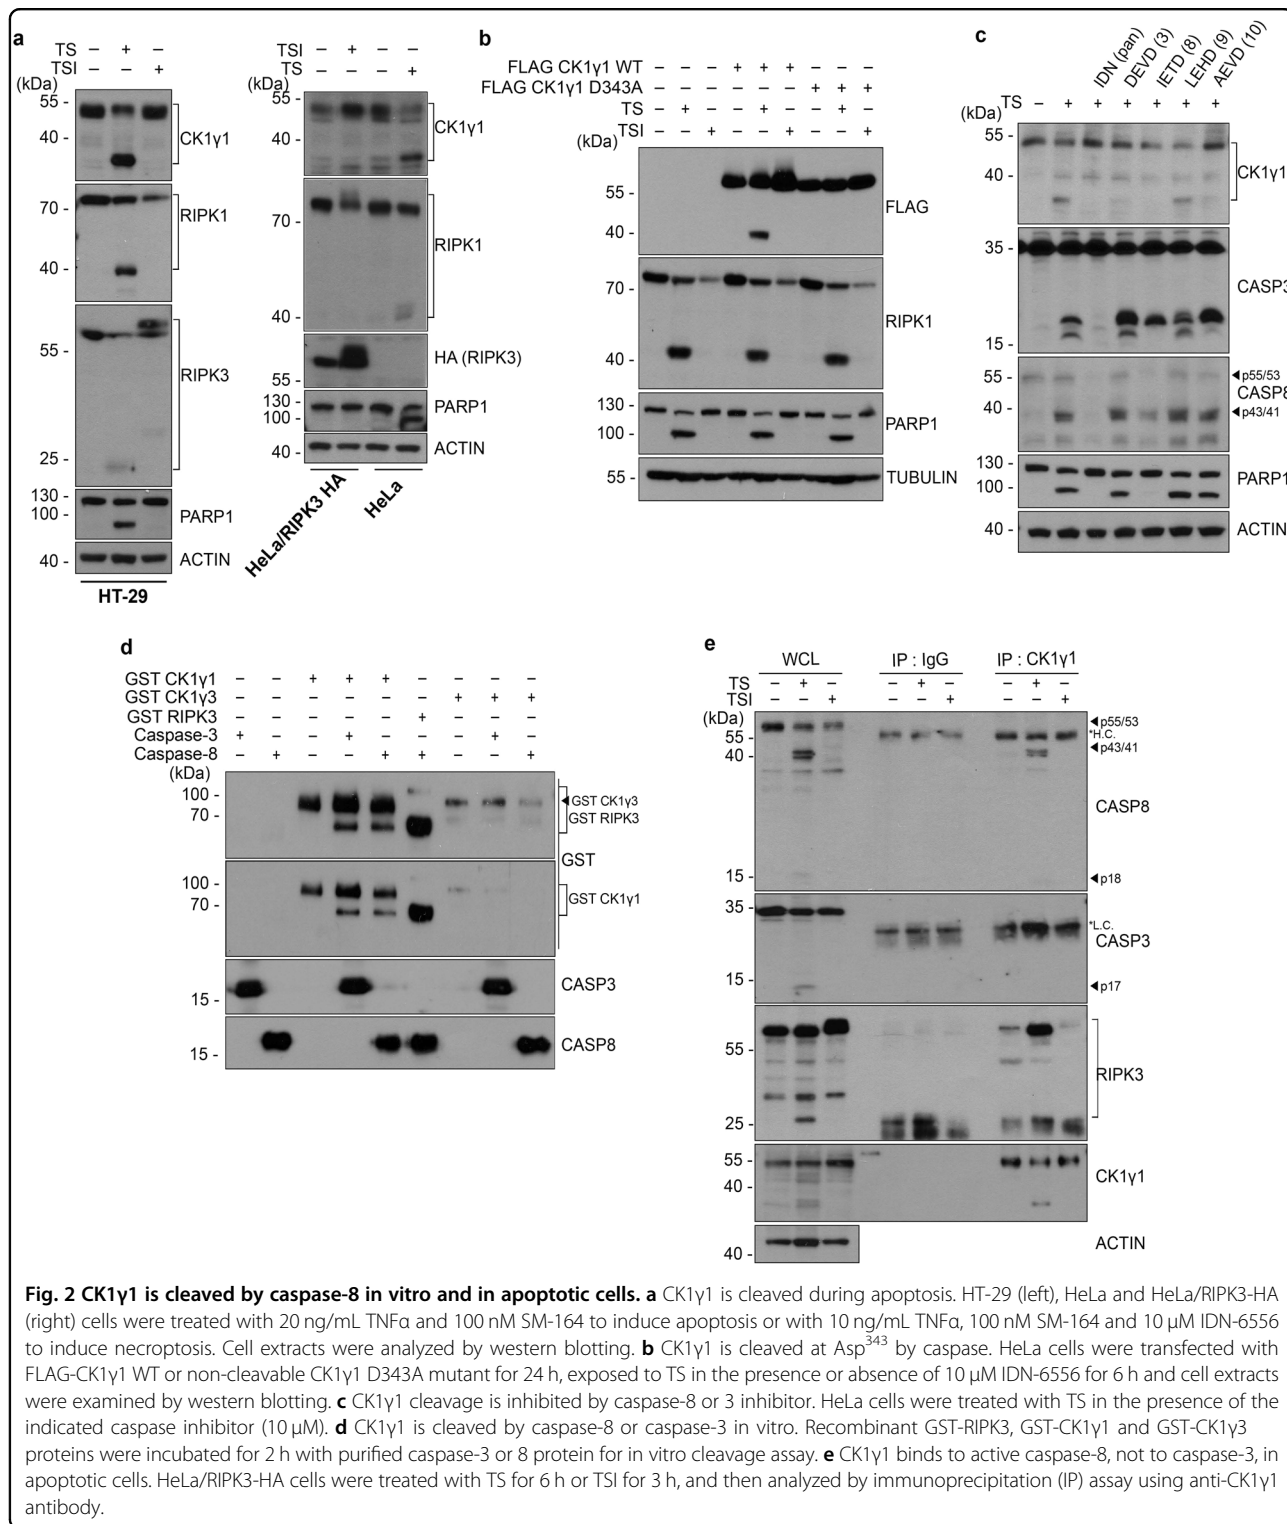 a
TS – + –
TSI – – +
(kDa)
55 -
40 -
CK1γ1
70 -
40 -
RIPK1
55 -
25 -
RIPK3
130 -
100 -
PARP1
40 -
ACTIN
HT-29
TSI – + – –
TS – – – +
(kDa)
55 -
40 -
CK1γ1
70 -
40 -
RIPK1
55 -
HA (RIPK3)
130 -
100 -
PARP1
40 -
ACTIN
HeLa/RIPK3 HA
HeLa
b
FLAG CK1γ1 WT – – – + + + – – –
FLAG CK1γ1 D343A – – – – – – + + +
TS – + – – + – – + –
TSI – – + – – + – – +
(kDa)
55 -
40 -
FLAG
70 -
40 -
RIPK1
130 -
100 -
PARP1
55 -
TUBULIN
c
IDN (pan)
DEVD (3)
IETD (8)
LEHD (9)
AEVD (10)
TS – + + + + + +
(kDa)
55 -
40 -
CK1γ1
35 -
15 -
CASP3
55 -
40 -
◄p55/53
CASP8
◄p43/41
130 -
100 -
PARP1
40 -
ACTIN
d
GST CK1γ1 – – + + + – – – –
GST CK1γ3 – – – – – – + + +
GST RIPK3 – – – – – + – – –
Caspase-3 + – – + – – – + –
Caspase-8 – + – – + + – – +
(kDa)
100 -
70 -
◄GST CK1γ3
GST RIPK3
GST
100 -
70 -
GST CK1γ1
15 -
CASP3
15 -
CASP8
e
WCL IP : IgG IP : CK1γ1
TS – + – – + – – + –
TSI – – + – – + – – +
(kDa)
55 -
40 -
15 -
◄p55/53
*H.C.
◄p43/41
CASP8
◄p18
35 -
15 -
*L.C.
CASP3
◄p17
55 -
25 -
RIPK3
55 -
40 -
CK1γ1
40 -
ACTIN
Fig. 2 CK1γ1 is cleaved by caspase-8 in vitro and in apoptotic cells. a CK1γ1 is cleaved during apoptosis. HT-29 (left), HeLa and HeLa/RIPK3-HA
(right) cells were treated with 20 ng/mL TNFα and 100 nM SM-164 to induce apoptosis or with 10 ng/mL TNFα, 100 nM SM-164 and 10 μM IDN-6556
to induce necroptosis. Cell extracts were analyzed by western blotting. b CK1γ1 is cleaved at Asp³⁴³ by caspase. HeLa cells were transfected with
FLAG-CK1γ1 WT or non-cleavable CK1γ1 D343A mutant for 24 h, exposed to TS in the presence or absence of 10 μM IDN-6556 for 6 h and cell extracts
were examined by western blotting. c CK1γ1 cleavage is inhibited by caspase-8 or 3 inhibitor. HeLa cells were treated with TS in the presence of the
indicated caspase inhibitor (10 μM). d CK1γ1 is cleaved by caspase-8 or caspase-3 in vitro. Recombinant GST-RIPK3, GST-CK1γ1 and GST-CK1γ3
proteins were incubated for 2 h with purified caspase-3 or 8 protein for in vitro cleavage assay. e CK1γ1 binds to active caspase-8, not to caspase-3, in
apoptotic cells. HeLa/RIPK3-HA cells were treated with TS for 6 h or TSI for 3 h, and then analyzed by immunoprecipitation (IP) assay using anti-CK1γ1
antibody.